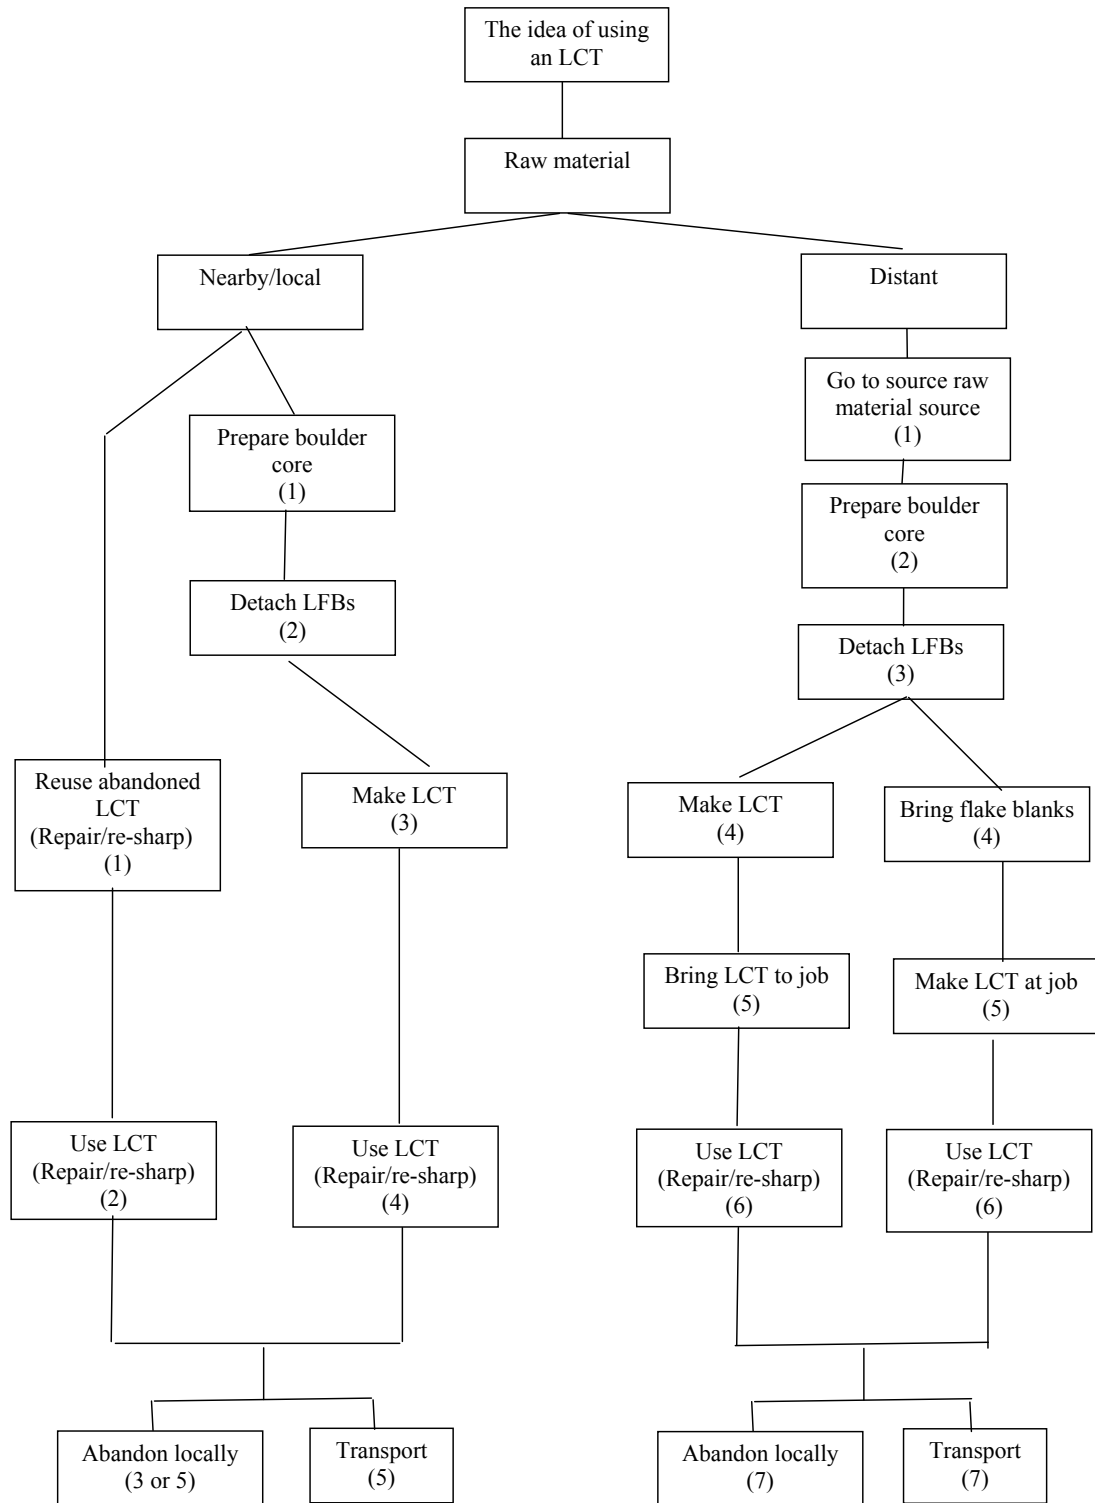 The idea of using
an LCT
Raw material
Nearby/local
Distant
Go to source raw
material source
(1)
Prepare boulder
core
(1)
Prepare boulder
core
(2)
Detach LFBs
(2)
Detach LFBs
(3)
Reuse abandoned
LCT
(Repair/re-sharp)
(1)
Make LCT
(3)
Make LCT
(4)
Bring flake blanks
(4)
Bring LCT to job
(5)
Make LCT at job
(5)
Use LCT
(Repair/re-sharp)
(2)
Use LCT
(Repair/re-sharp)
(4)
Use LCT
(Repair/re-sharp)
(6)
Use LCT
(Repair/re-sharp)
(6)
Abandon locally
(3 or 5)
Transport
(5)
Abandon locally
(7)
Transport
(7)